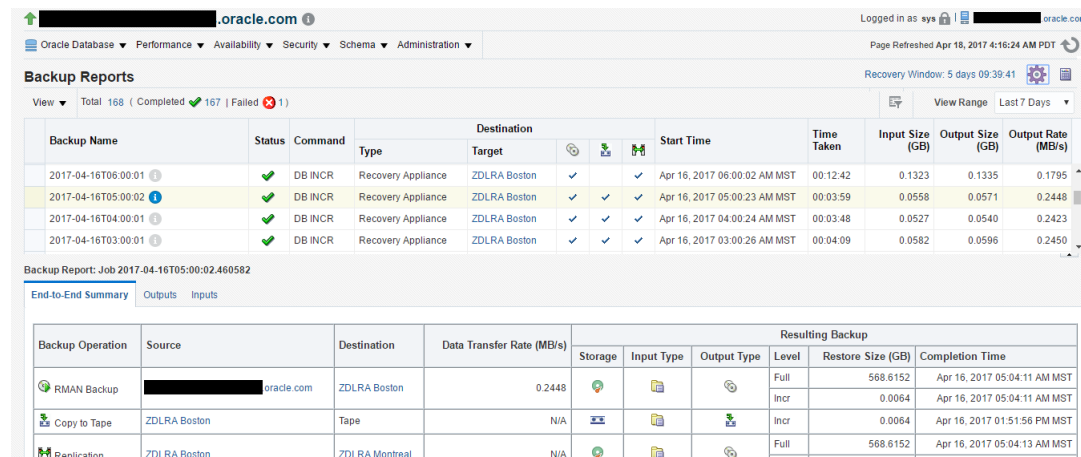 .oracle.com
Logged in as sys | oracle.co
Oracle Database Performance Availability Security Schema Administration
Page Refreshed Apr 18, 2017 4:16:24 AM PDT
Backup Reports
Recovery Window: 5 days 09:39:41
View Total 168 ( Completed 167 | Failed 1 )
View Range Last 7 Days
Backup Name Status Command Destination Start Time Time Taken Input Size (GB) Output Size (GB) Output Rate (MB/s)
Type Target
2017-04-16T06:00:01 DB INCR Recovery Appliance ZDLRA Boston Apr 16, 2017 06:00:02 AM MST 00:12:42 0.1323 0.1335 0.1795
2017-04-16T05:00:02 DB INCR Recovery Appliance ZDLRA Boston Apr 16, 2017 05:00:23 AM MST 00:03:59 0.0558 0.0571 0.2448
2017-04-16T04:00:01 DB INCR Recovery Appliance ZDLRA Boston Apr 16, 2017 04:00:24 AM MST 00:03:48 0.0527 0.0540 0.2423
2017-04-16T03:00:01 DB INCR Recovery Appliance ZDLRA Boston Apr 16, 2017 03:00:26 AM MST 00:04:09 0.0582 0.0596 0.2450
Backup Report: Job 2017-04-16T05:00:02.460582
End-to-End Summary Outputs Inputs
Backup Operation Source Destination Data Transfer Rate (MB/s) Resulting Backup
Storage Input Type Output Type Level Restore Size (GB) Completion Time
RMAN Backup oracle.com ZDLRA Boston 0.2448 Full 568.6152 Apr 16, 2017 05:04:11 AM MST
Incr 0.0064 Apr 16, 2017 05:04:11 AM MST
Copy to Tape ZDLRA Boston Tape N/A Incr 0.0064 Apr 16, 2017 01:51:56 PM MST
Replication ZDLRA Boston ZDLRA Montreal N/A Full 568.6152 Apr 16, 2017 05:04:13 AM MST